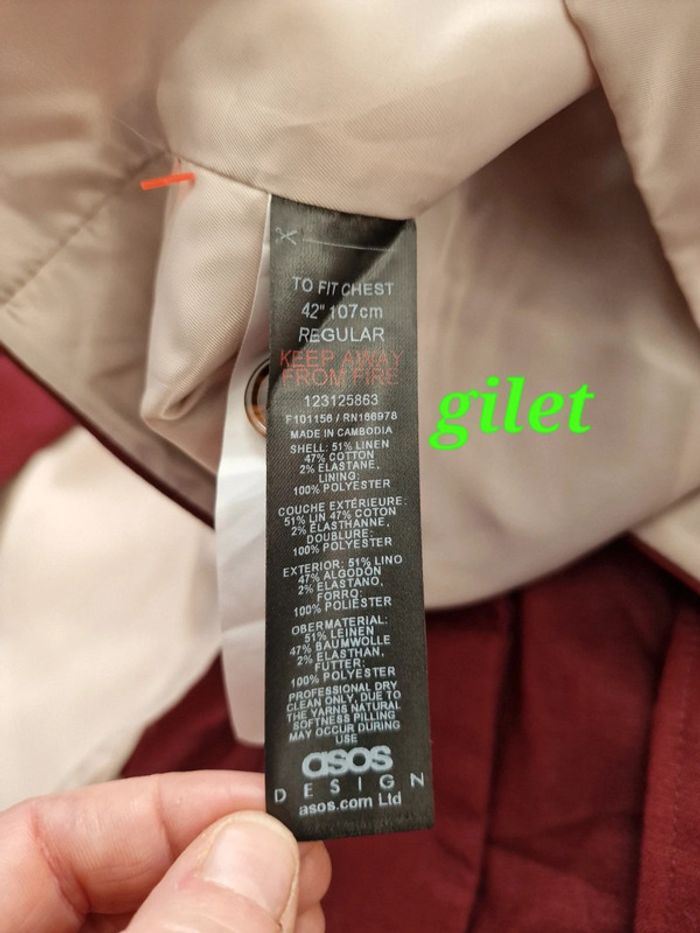 TO FIT CHEST
42" 107cm
REGULAR
KEEP AWAY
FROM FIRE
123125863
F101156 / RN166978
MADE IN CAMBODIA
SHELL: 51% LINEN
47% COTTON
2% ELASTANE,
LINING:
100% POLYESTER
COUCHE EXTÉRIEURE:
51% LIN 47% COTON
2% ÉLASTHANNE,
DOUBLURE:
100% POLYESTER
EXTERIOR: 51% LINO
47% ALGODÓN
2% ELASTANO,
FORRO:
100% POLIÉSTER
OBERMATERIAL:
51% LEINEN
47% BAUMWOLLE
2% ELASTHAN,
FUTTER:
100% POLYESTER
PROFESSIONAL DRY
CLEAN ONLY, DUE TO
THE YARNS NATURAL
SOFTNESS PILLING
MAY OCCUR DURING
USE
asos
DESIGN
asos.com Ltd
gilet